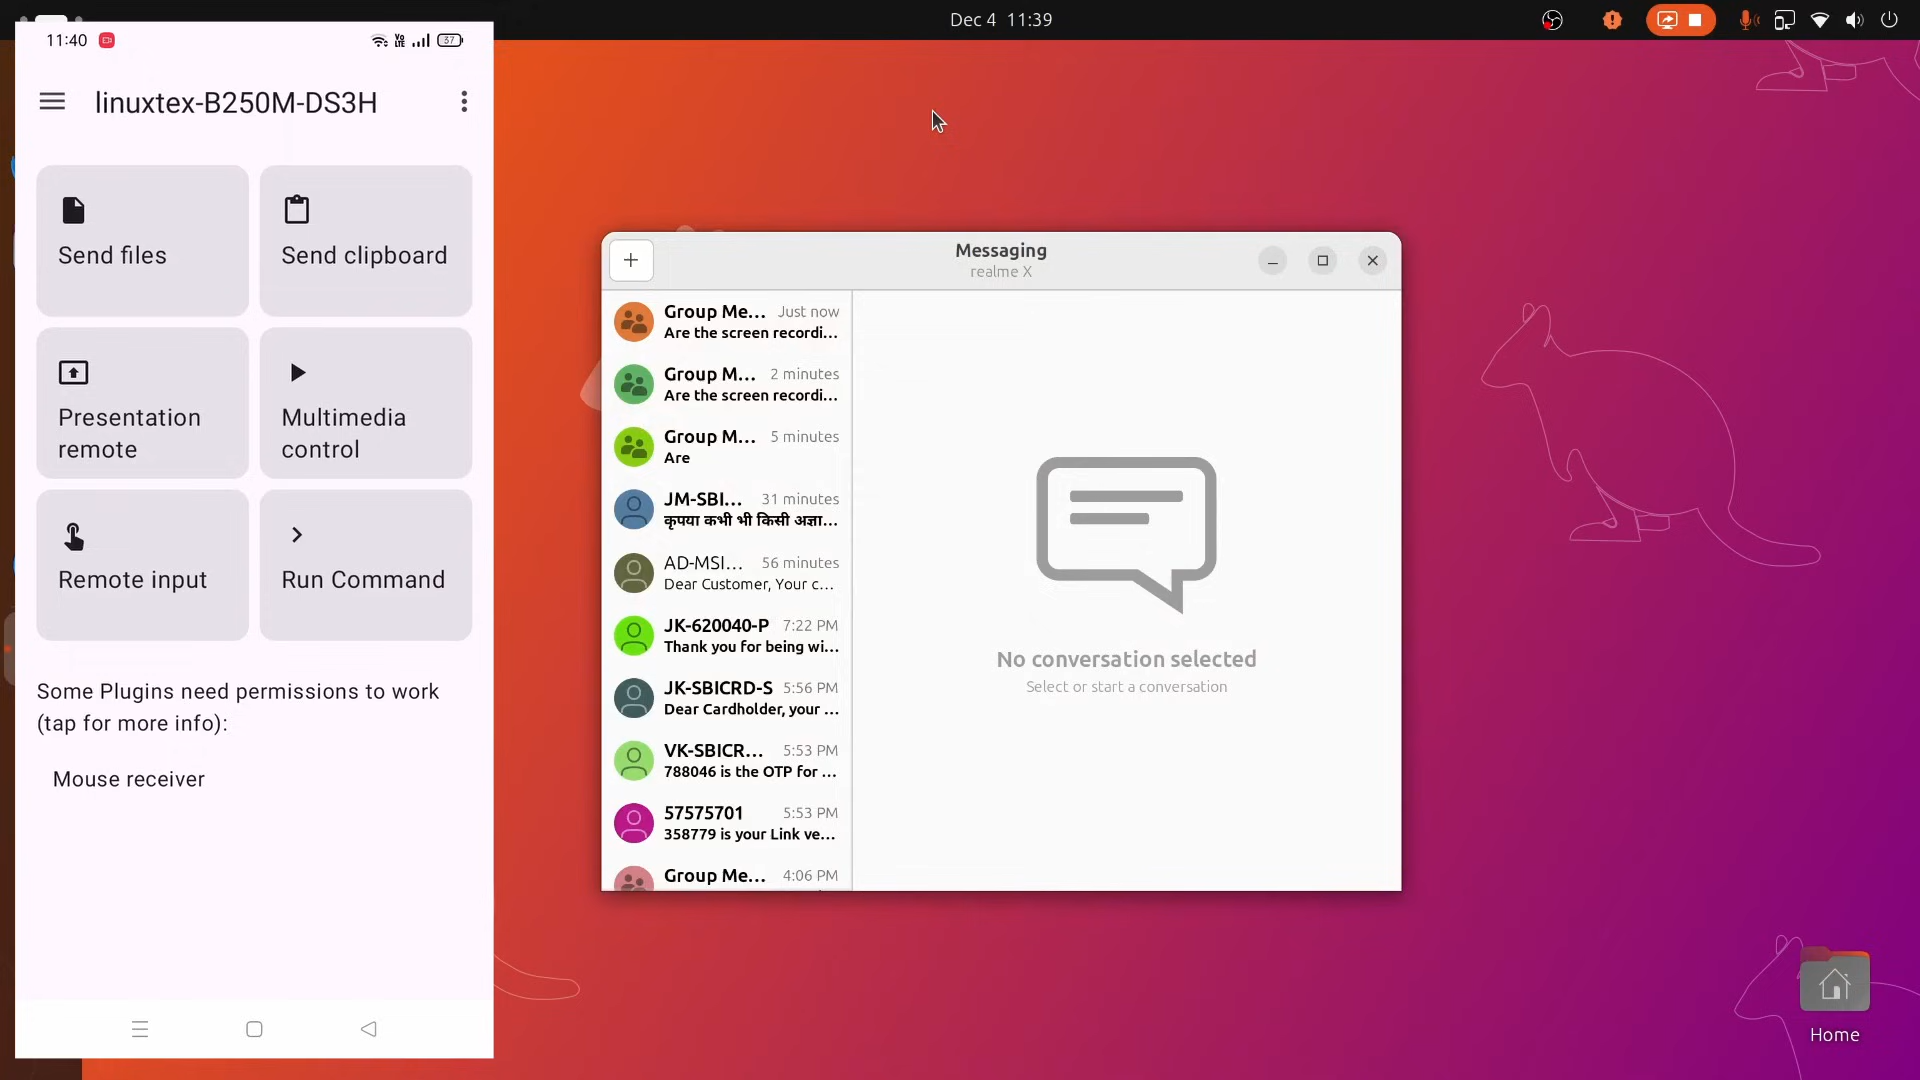 Dec 4 11:39
11:40
Vo
LTE
37
linuxtex-B250M-DS3H
Send files
Send clipboard
Presentation
remote
Multimedia
control
Remote input
Run Command
Some Plugins need permissions to work
(tap for more info):
Mouse receiver
Messaging
realme X
Group Me... Just now
Are the screen recordi...
Group M... 2 minutes
Are the screen recordi...
Group M... 5 minutes
Are
JM-SBI... 31 minutes
कृपया कभी भी किसी अज्ञा...
AD-MSI... 56 minutes
Dear Customer, Your c...
JK-620040-P 7:22 PM
Thank you for being wi...
JK-SBICRD-S 5:56 PM
Dear Cardholder, your ...
VK-SBICR... 5:53 PM
788046 is the OTP for ...
57575701 5:53 PM
358779 is your Link ve...
Group Me... 4:06 PM
No conversation selected
Select or start a conversation
Home